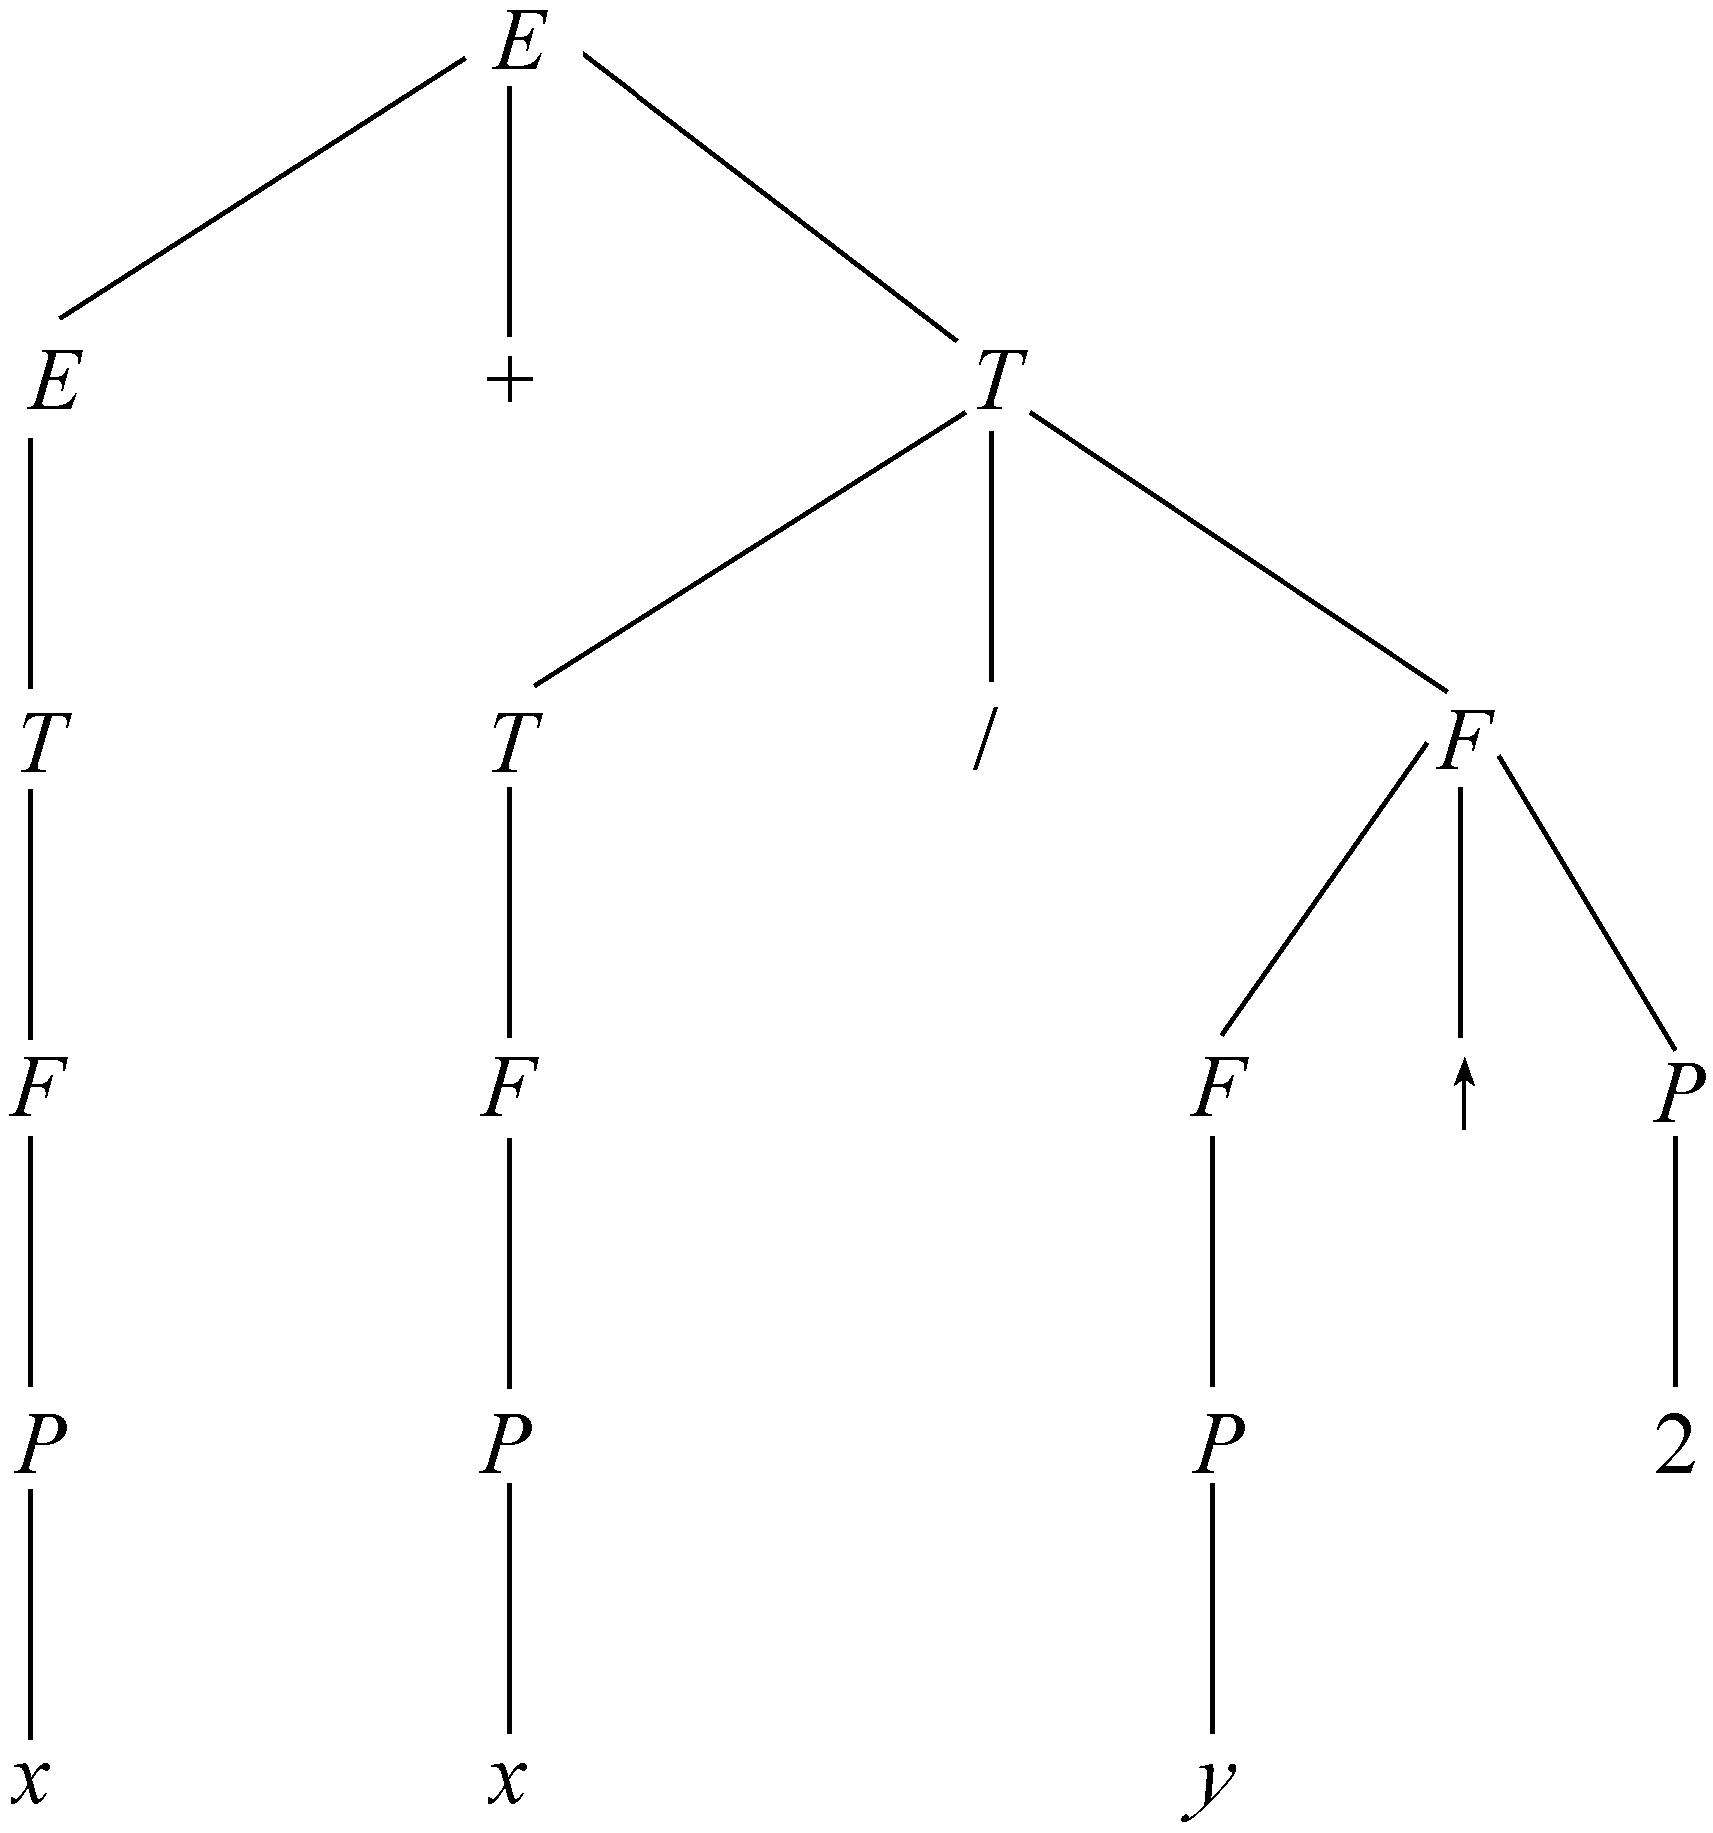 E
E + T
T T / F
F F F ↑ P
P P P 2
x x y